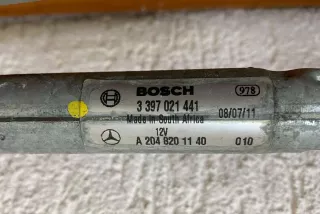 BOSCH 978
3 397 021 441 08/07/11
Made in South Africa
12V
A 204 820 11 40 010